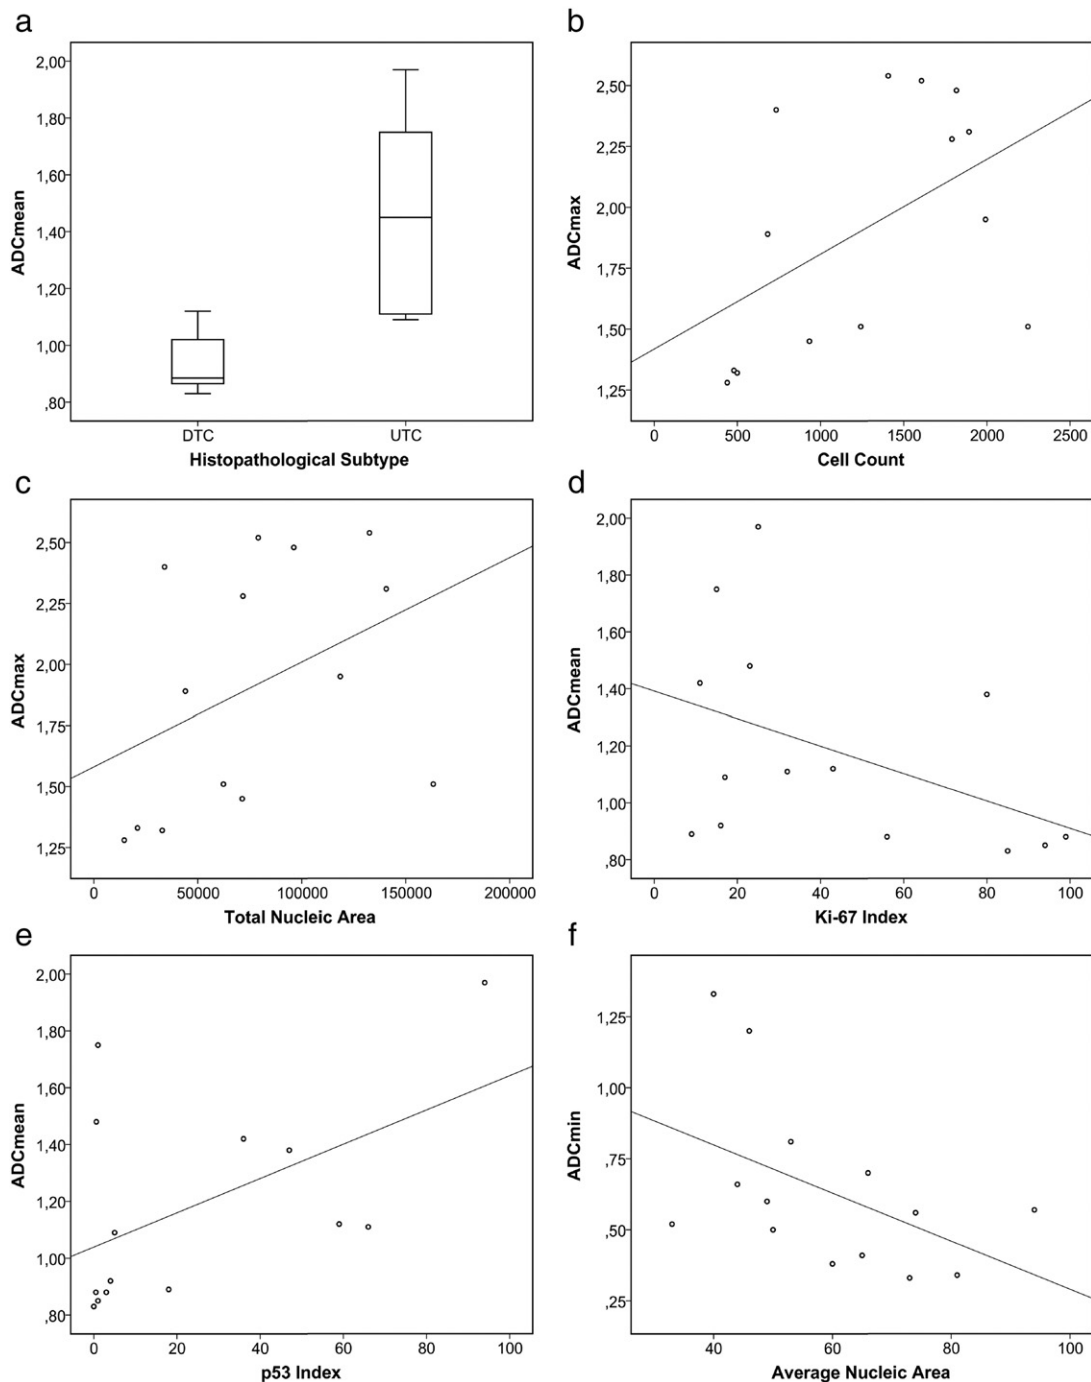 a
2,00
1,80
1,60
1,40
1,20
1,00
,80
ADCmean
DTC UTC
Histopathological Subtype
b
2,50
2,25
2,00
1,75
1,50
1,25
ADCmax
0 500 1000 1500 2000 2500
Cell Count
c
2,50
2,25
2,00
1,75
1,50
1,25
ADCmax
0 50000 100000 150000 200000
Total Nucleic Area
d
2,00
1,80
1,60
1,40
1,20
1,00
,80
ADCmean
0 20 40 60 80 100
Ki-67 Index
e
2,00
1,80
1,60
1,40
1,20
1,00
,80
ADCmean
0 20 40 60 80 100
p53 Index
f
1,25
1,00
,75
,50
,25
ADCmin
40 60 80 100
Average Nucleic Area